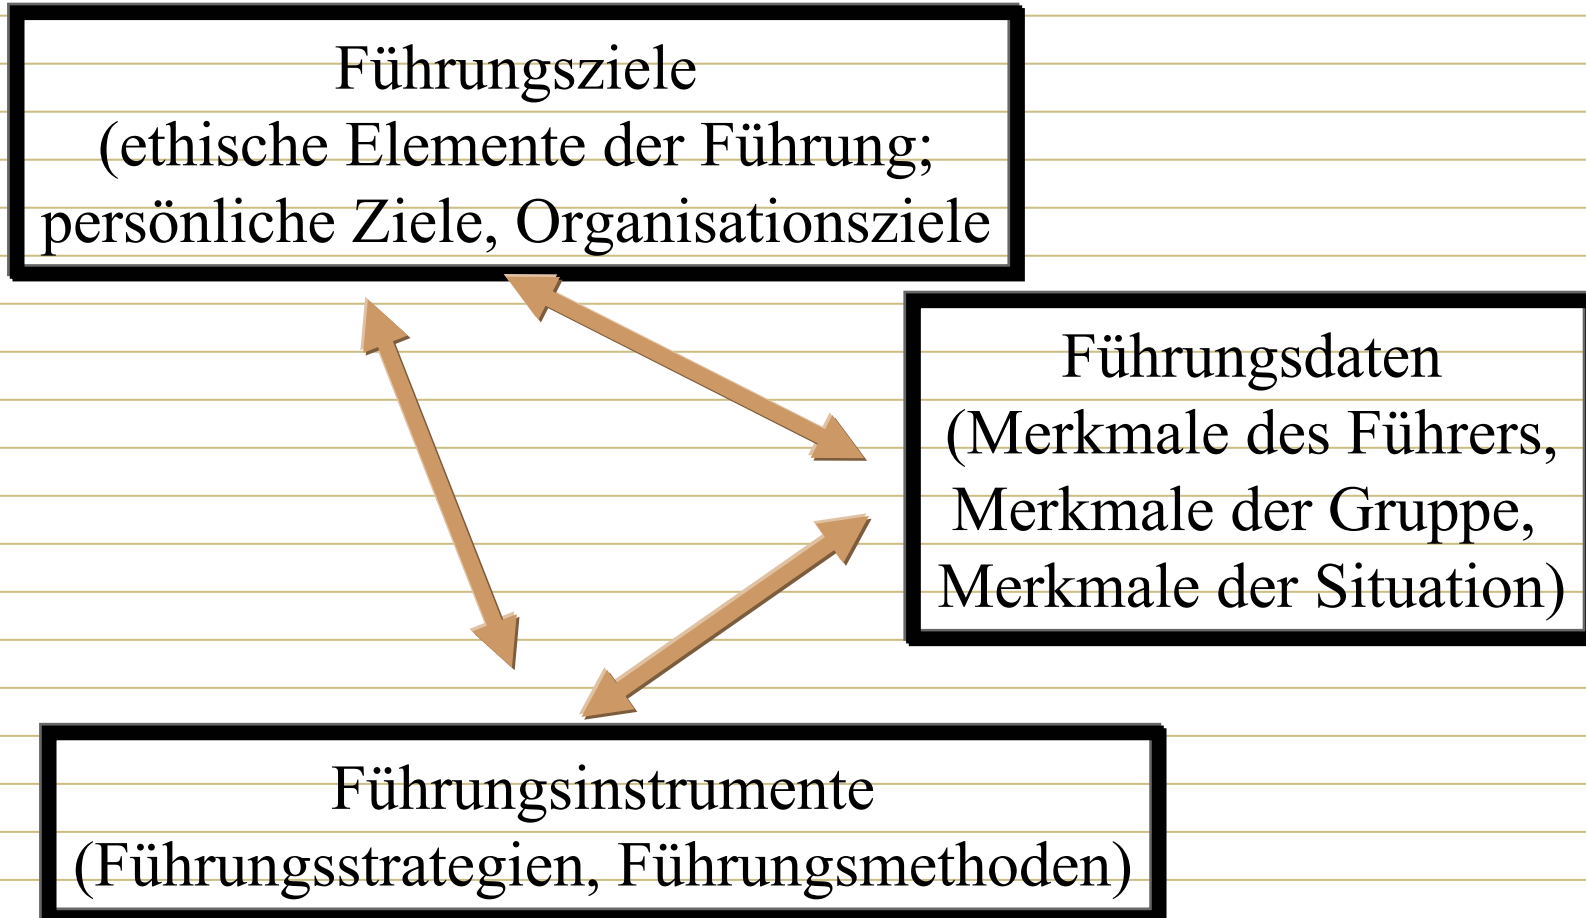 Führungsziele
(ethische Elemente der Führung;
persönliche Ziele, Organisationsziele
Führungsdaten
(Merkmale des Führers,
Merkmale der Gruppe,
Merkmale der Situation)
Führungsinstrumente
(Führungsstrategien, Führungsmethoden)